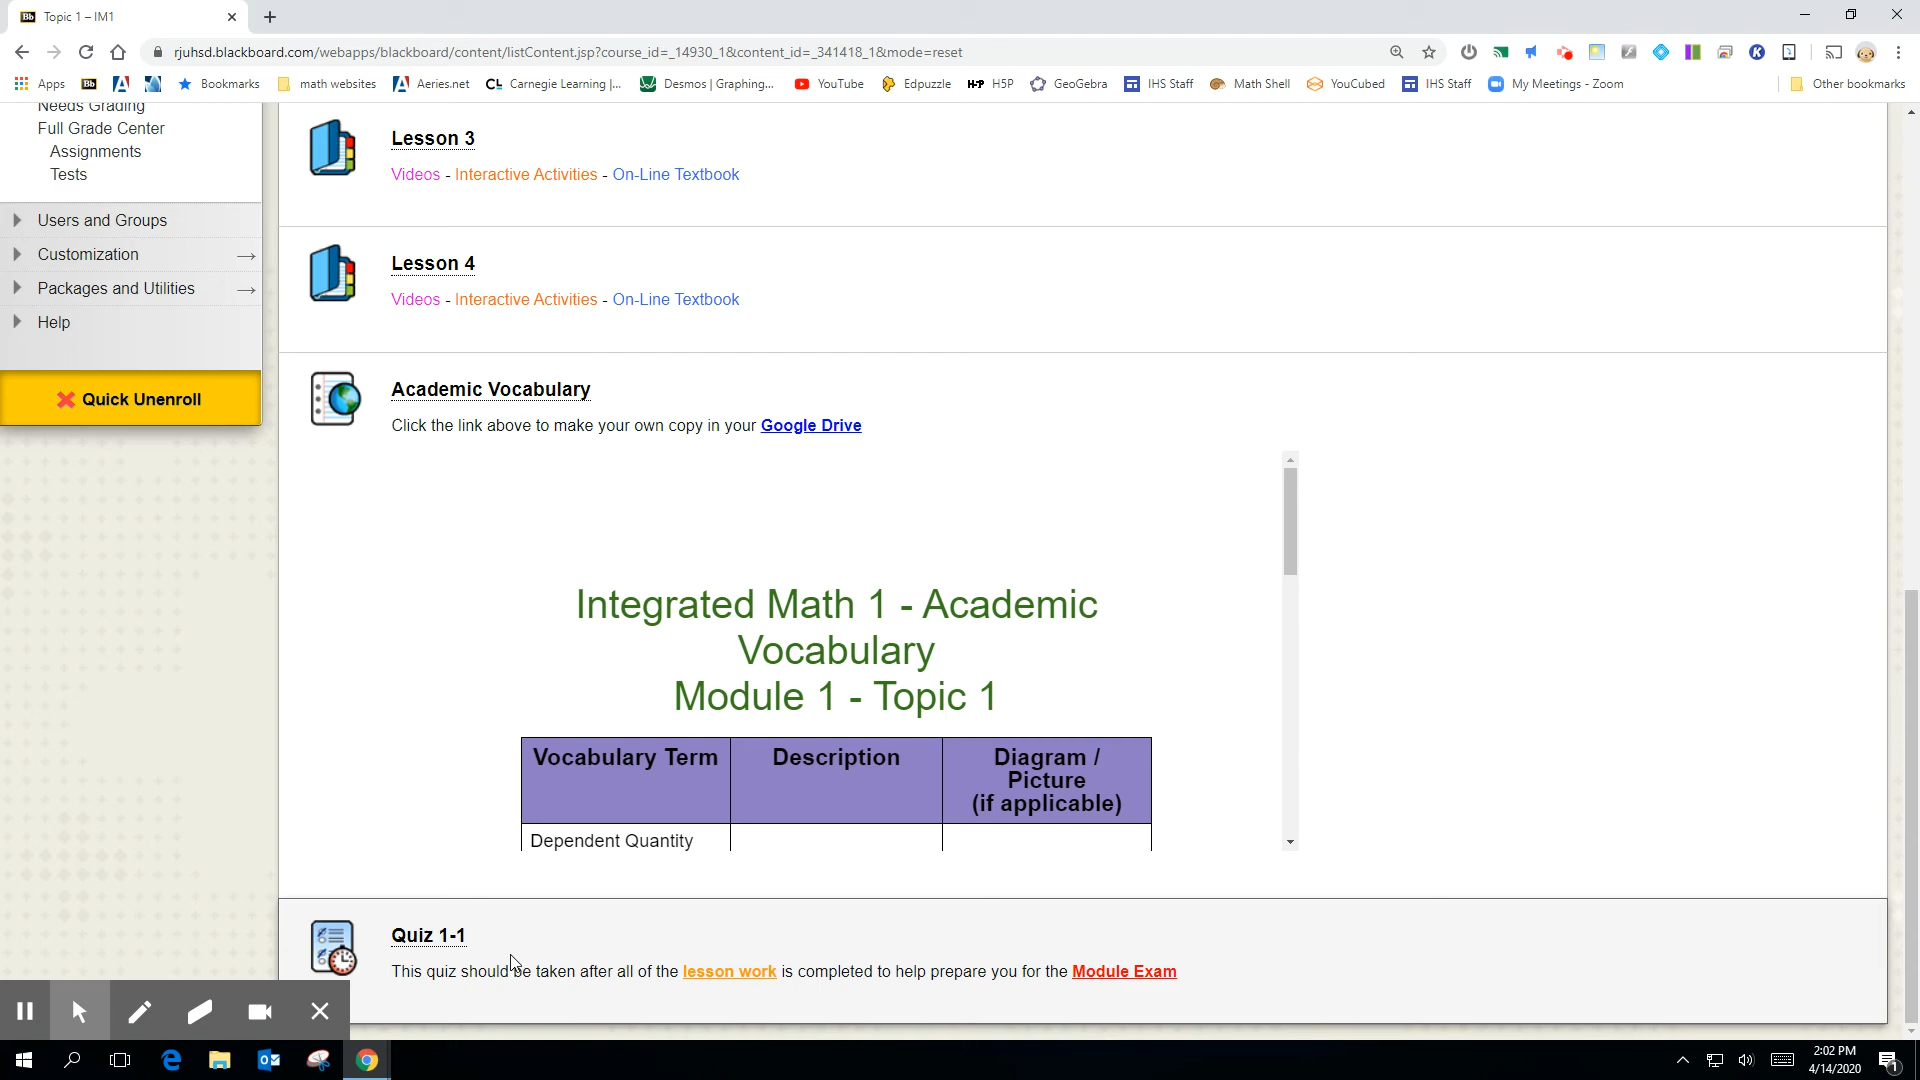 Topic 1 – IM1
rjuhsd.blackboard.com/webapps/blackboard/content/listContent.jsp?course_id=_14930_1&content_id=_341418_1&mode=reset
Apps Bb Bookmarks math websites Aeries.net CL Carnegie Learning |... Desmos | Graphing... YouTube Edpuzzle H5P H5P GeoGebra IHS Staff Math Shell YouCubed IHS Staff My Meetings - Zoom Other bookmarks
Needs Grading
Full Grade Center
Assignments
Tests
Users and Groups
Customization
Packages and Utilities
Help
Quick Unenroll
Lesson 3
Videos - Interactive Activities - On-Line Textbook
Lesson 4
Videos - Interactive Activities - On-Line Textbook
Academic Vocabulary
Click the link above to make your own copy in your Google Drive
Integrated Math 1 - Academic
Vocabulary
Module 1 - Topic 1
Vocabulary Term Description Diagram /
Picture
(if applicable)
Dependent Quantity
Quiz 1-1
This quiz should be taken after all of the lesson work is completed to help prepare you for the Module Exam
2:02 PM
4/14/2020
1